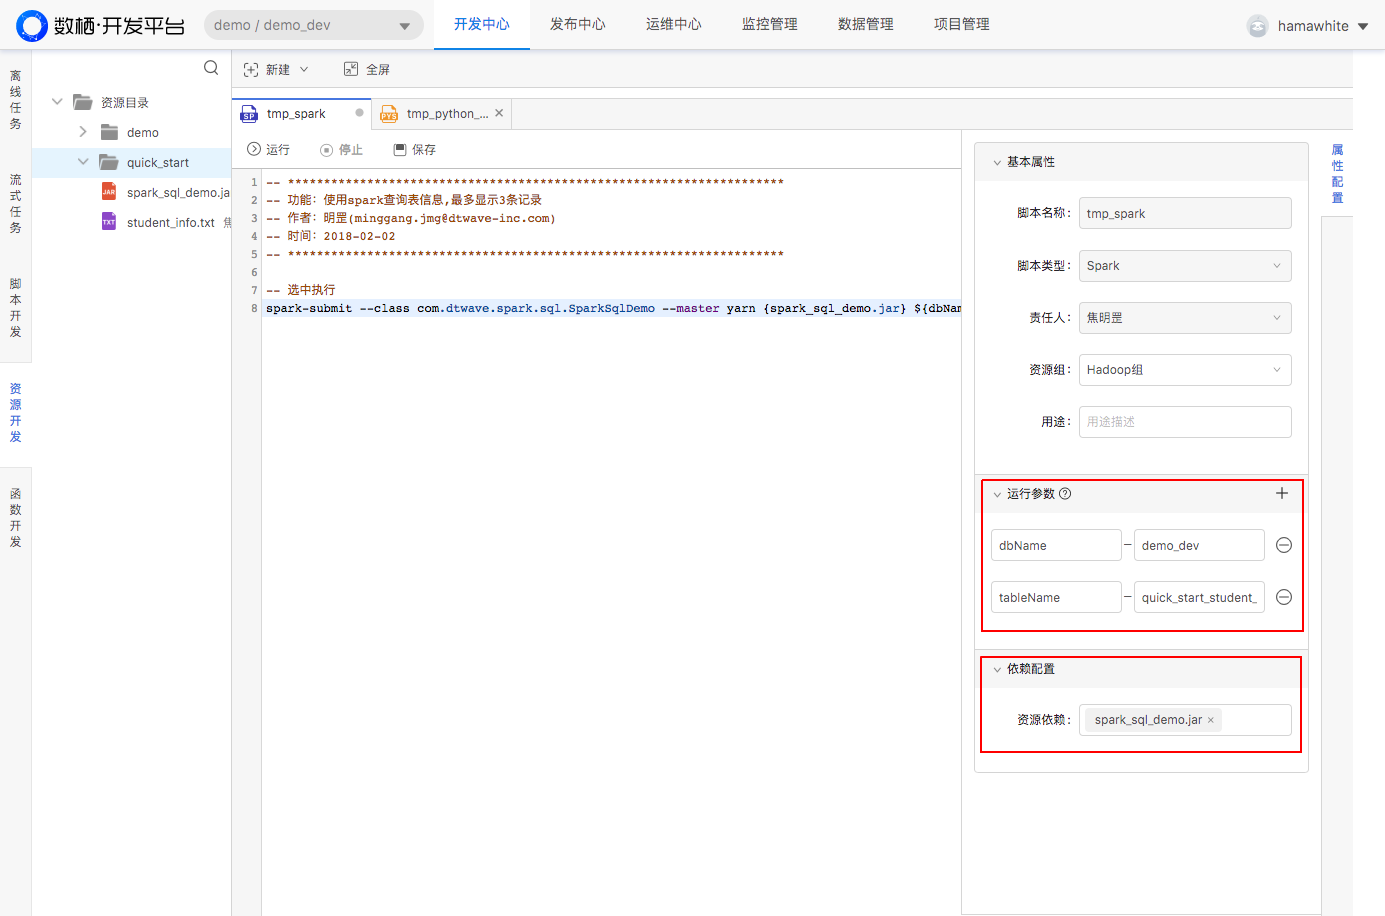 数栖·开发平台
demo / demo_dev
开发中心
发布中心
运维中心
监控管理
数据管理
项目管理
hamawhite
离线任务
流式任务
脚本开发
资源开发
函数开发
资源目录
demo
quick_start
JAR spark_sql_demo.ja
TXT student_info.txt 焦
新建
全屏
SP tmp_spark
PYS tmp_python_...
运行
停止
保存
1 -- *********************************************************************
2 -- 功能: 使用spark查询表信息,最多显示3条记录
3 -- 作者: 明罡(minggang.jmg@dtwave-inc.com)
4 -- 时间: 2018-02-02
5 -- *********************************************************************
6
7 -- 选中执行
8 spark-submit --class com.dtwave.spark.sql.SparkSqlDemo --master yarn {spark_sql_demo.jar} ${dbNam
基本属性
脚本名称: tmp_spark
脚本类型: Spark
责任人: 焦明罡
资源组: Hadoop组
用途: 用途描述
运行参数 ? +
dbName – demo_dev
tableName – quick_start_student_
依赖配置
资源依赖: spark_sql_demo.jar ×
属性配置